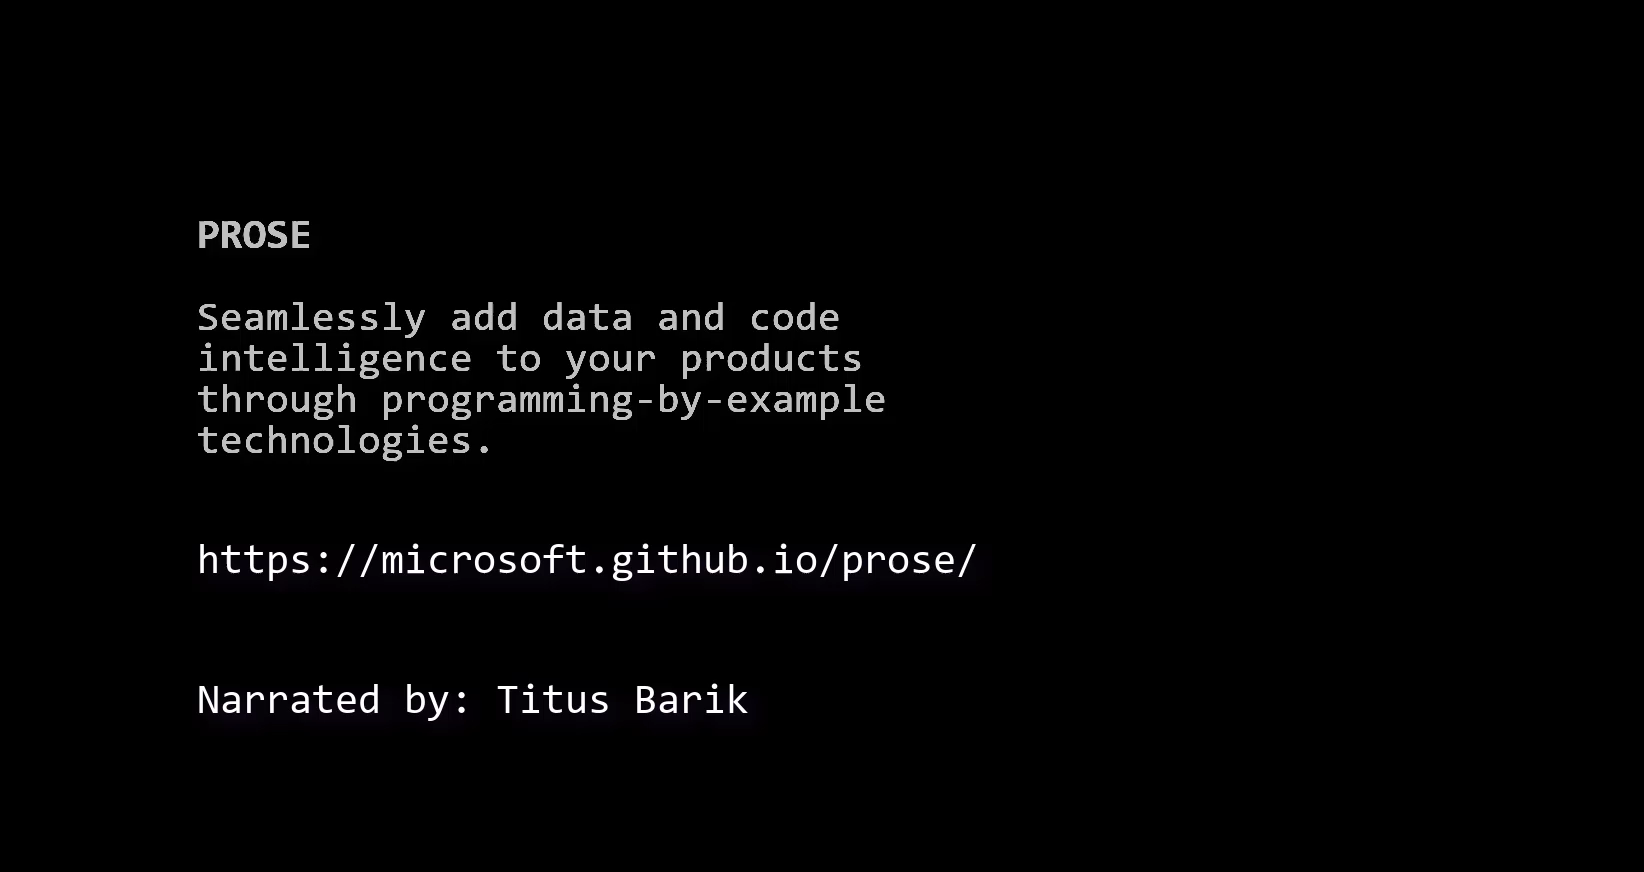 PROSE
Seamlessly add data and code
intelligence to your products
through programming-by-example
technologies.
https://microsoft.github.io/prose/
Narrated by: Titus Barik